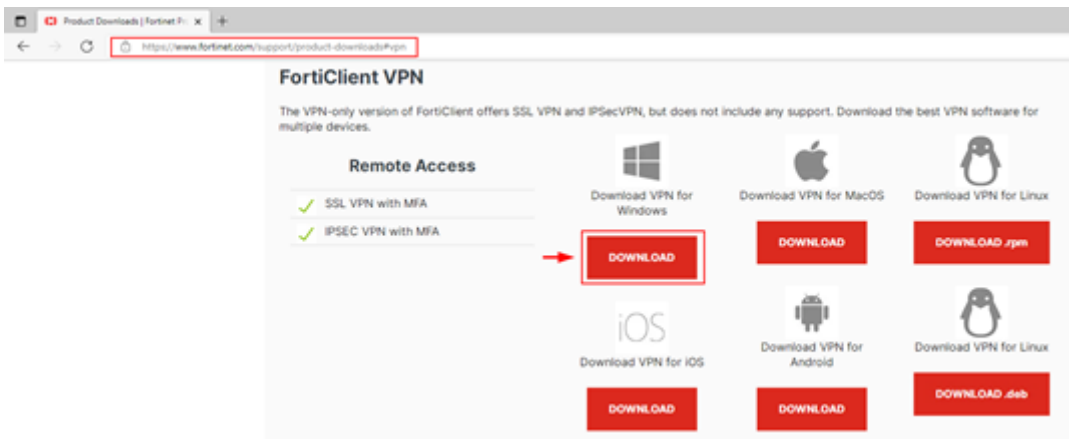 Product Downloads | Fortinet Pr
https://www.fortinet.com/support/product-downloads#vpn
FortiClient VPN
The VPN-only version of FortiClient offers SSL VPN and IPSecVPN, but does not include any support. Download the best VPN software for
multiple devices.
Remote Access
SSL VPN with MFA
IPSEC VPN with MFA
Download VPN for
Windows
DOWNLOAD
Download VPN for MacOS
DOWNLOAD
Download VPN for Linux
DOWNLOAD .rpm
iOS
Download VPN for iOS
DOWNLOAD
Download VPN for
Android
DOWNLOAD
Download VPN for Linux
DOWNLOAD .deb